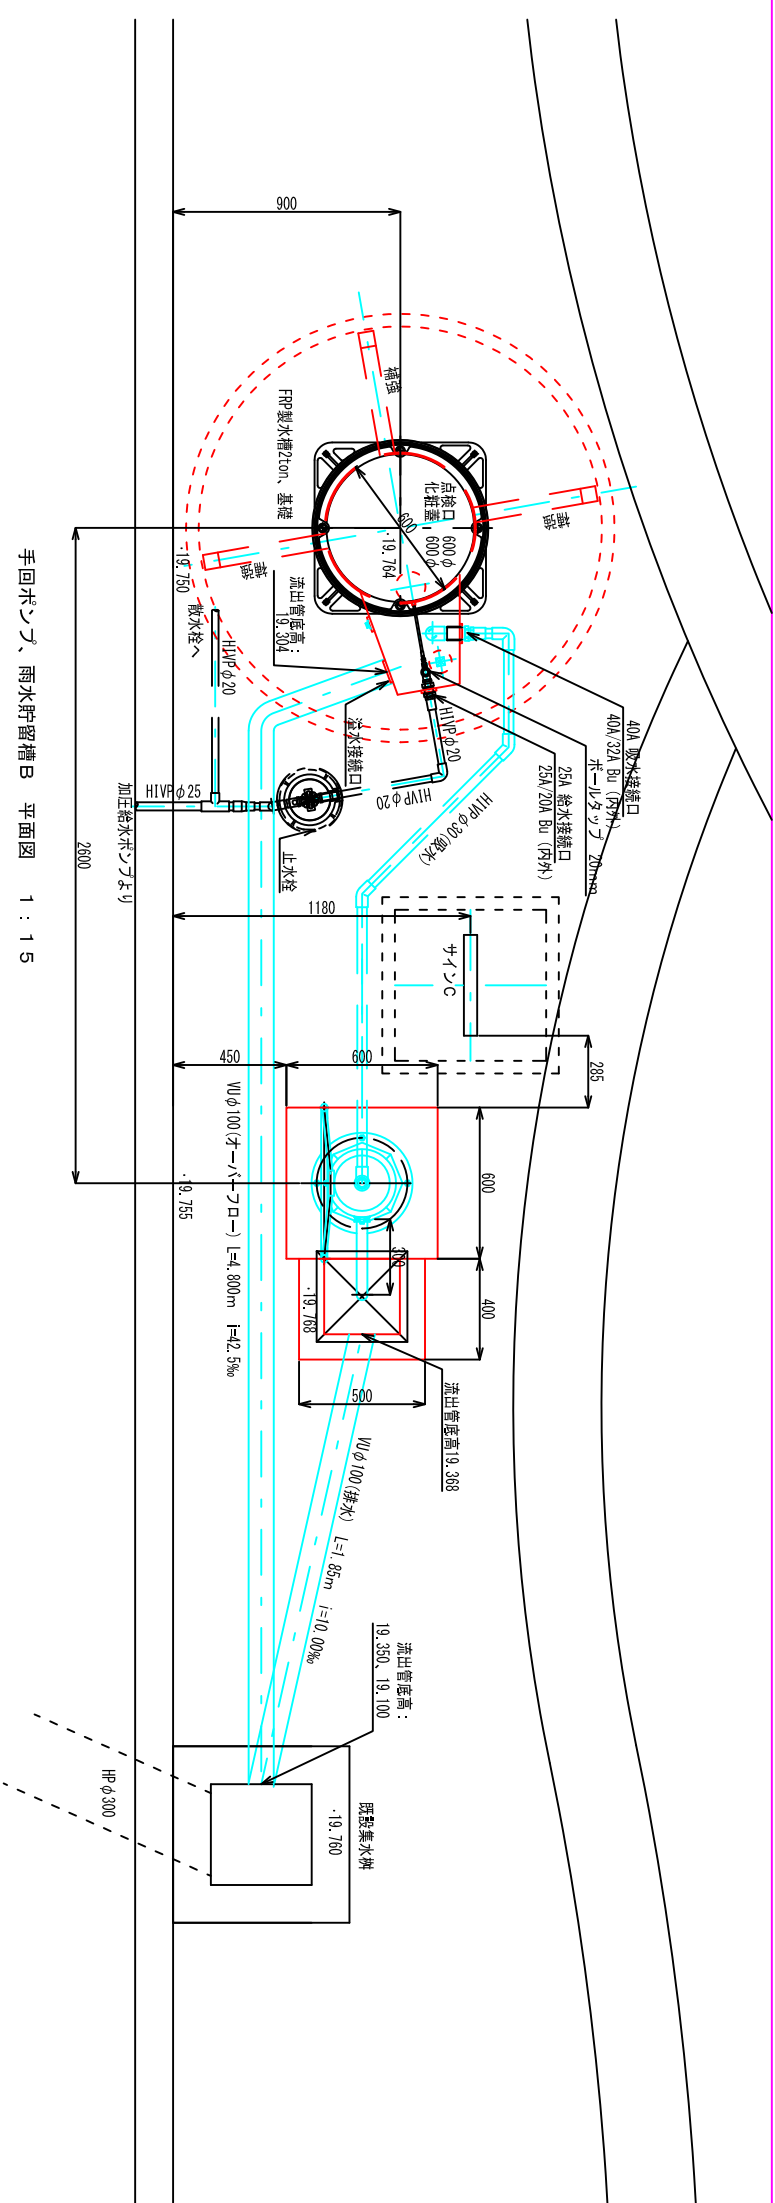 900
補強
補強
補強
FRP製水槽2ton、基礎
点検口 600φ
化粧蓋 600φ
600
·19.764
·19.750
流出管底高：
19.304
散水栓へ
HIVPφ20
溢水接続口
HIVPφ20
HIVPφ20
HIVPφ25
加圧給水ポンプより
止水栓
40A 吸水接続口
40A/32A Bu (内外)
ボールタップ 20mm
25A 給水接続口
25A/20A Bu (内外)
HIVPφ30(吸水)
2600
1180
サインC
285
450
600
600
300
400
500
·19.755
·19.768
VUφ100(オーバーフロー) L=4.800m i=42.5‰
流出管底高19.368
VUφ100(排水) L=1.85m i=10.00‰
流出管底高：
19.350、19.100
既設集水桝
·19.760
HPφ300
手回ポンプ、雨水貯留槽B 平面図 1：15